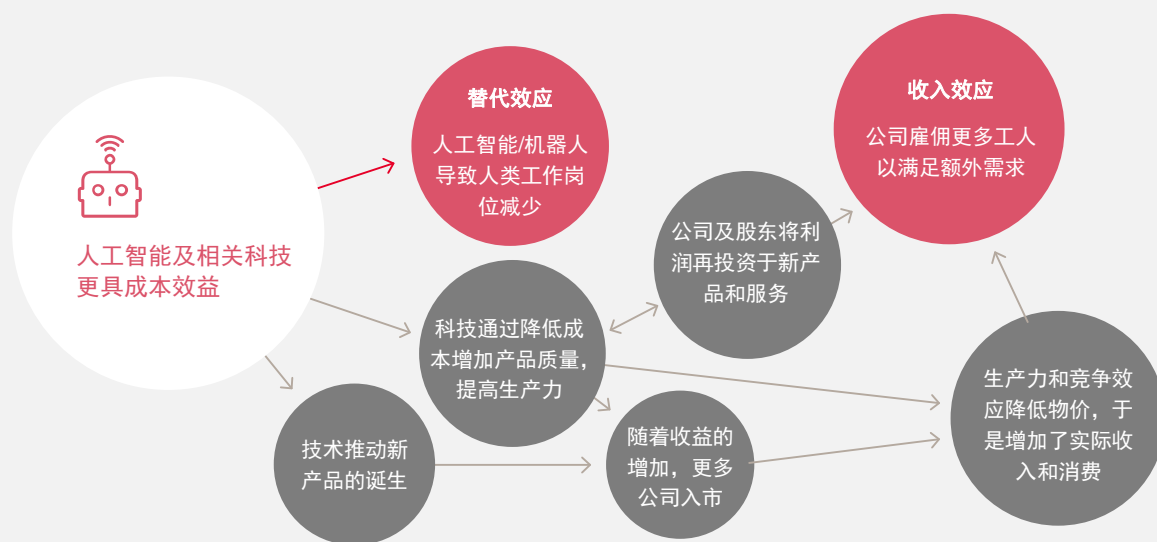 人工智能及相关科技
更具成本效益
替代效应
人工智能/机器人
导致人类工作岗
位减少
收入效应
公司雇佣更多工人
以满足额外需求
公司及股东将利
润再投资于新产
品和服务
科技通过降低成
本增加产品质量，
提高生产力
技术推动新
产品的诞生
随着收益的
增加，更多
公司入市
生产力和竞争效
应降低物价，于
是增加了实际收
入和消费